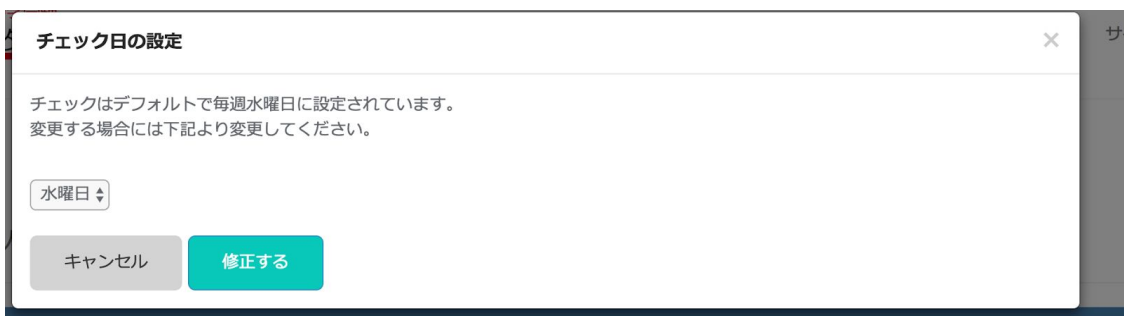 チェック日の設定
×
サ
チェックはデフォルトで毎週水曜日に設定されています。
変更する場合には下記より変更してください。
水曜日
キャンセル
修正する